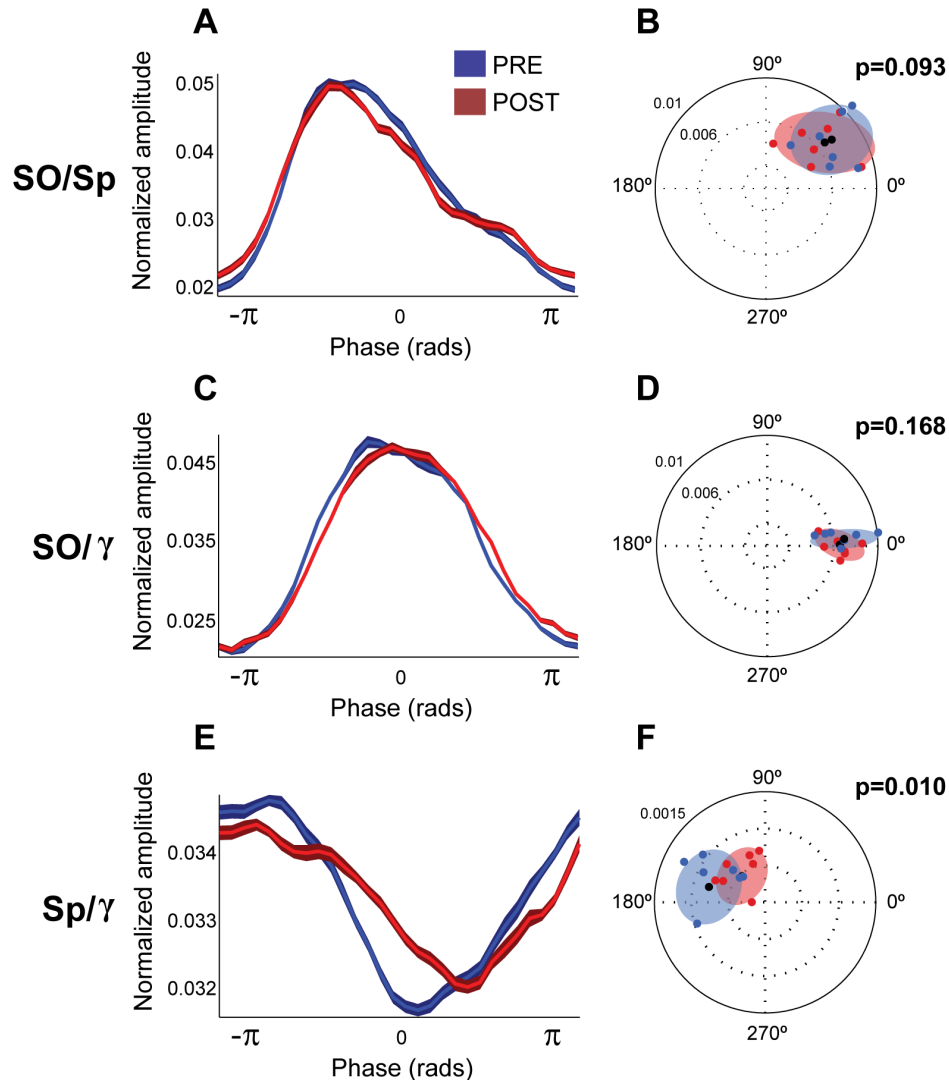 A
B
PRE
POST
p=0.093
SO/Sp
Normalized amplitude
0.05
0.04
0.03
0.02
-π
0
π
Phase (rads)
90º
0.01
0.006
180º
0º
270º
C
D
p=0.168
SO/γ
Normalized amplitude
0.045
0.035
0.025
-π
0
π
Phase (rads)
90º
0.01
0.006
180º
0º
270º
E
F
p=0.010
Sp/γ
Normalized amplitude
0.034
0.033
0.032
-π
0
π
Phase (rads)
90º
0.0015
180º
0º
270º